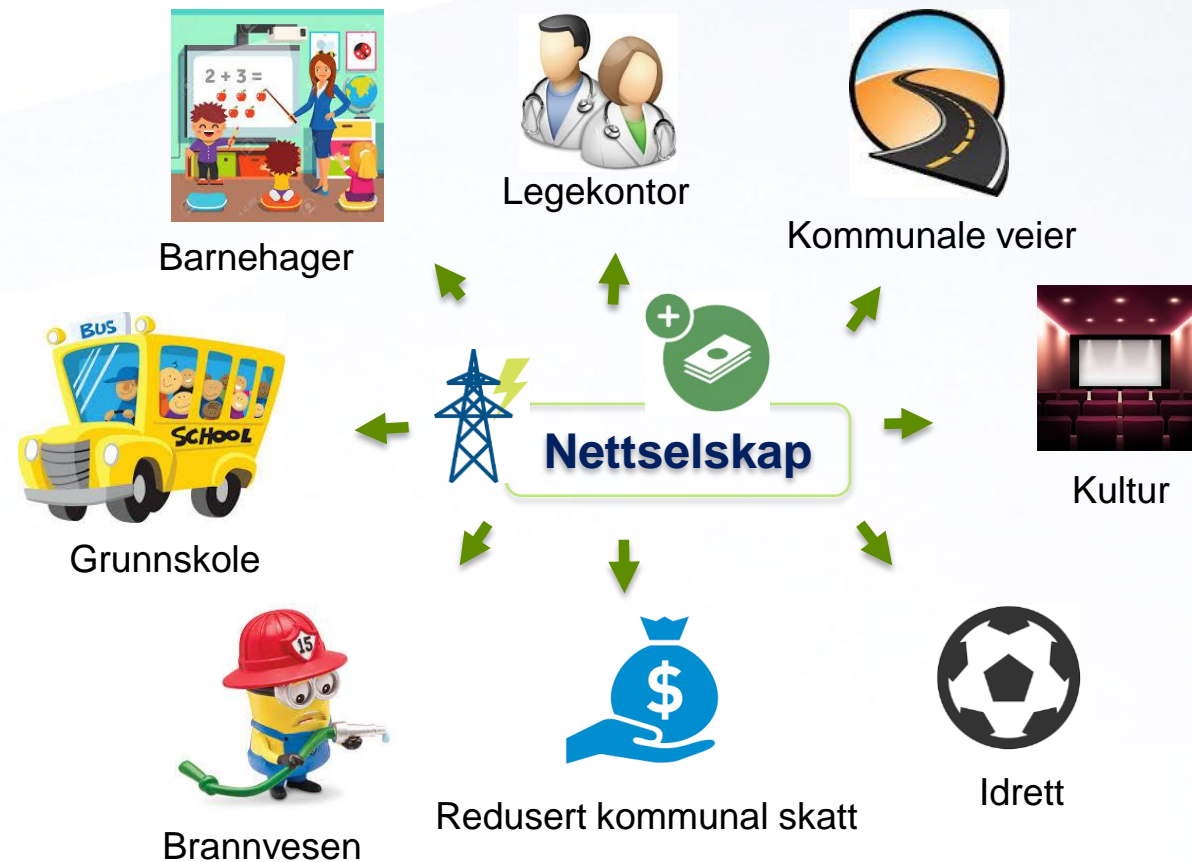 2 + 3 =
Barnehager
Legekontor
Kommunale veier
BUS
SCHOOL
Grunnskole
+
Nettselskap
Kultur
15
Brannvesen
$
Redusert kommunal skatt
Idrett